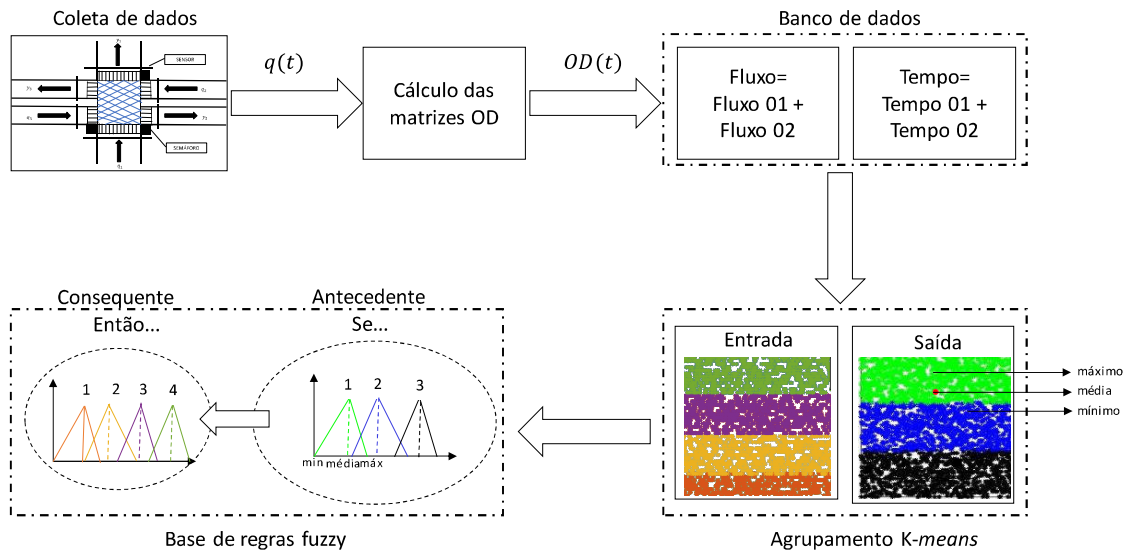 Coleta de dados
Banco de dados
SENSOR
SEMÁFORO
q(t)
Cálculo das
matrizes OD
OD(t)
Fluxo=
Fluxo 01 +
Fluxo 02
Tempo=
Tempo 01 +
Tempo 02
Consequente
Então...
Antecedente
Se...
1 2 3 4
1 2 3
min média máx
Entrada
Saída
máximo
média
mínimo
Base de regras fuzzy
Agrupamento K-means